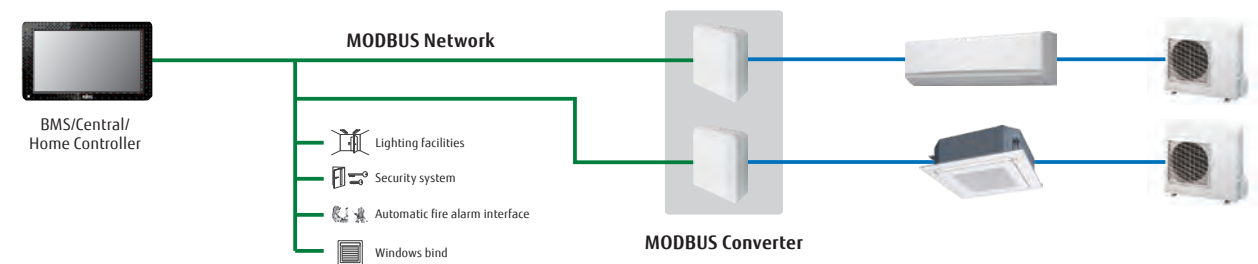 MODBUS Network
BMS/Central/
Home Controller
Lighting facilities
Security system
Automatic fire alarm interface
Windows bind
MODBUS Converter